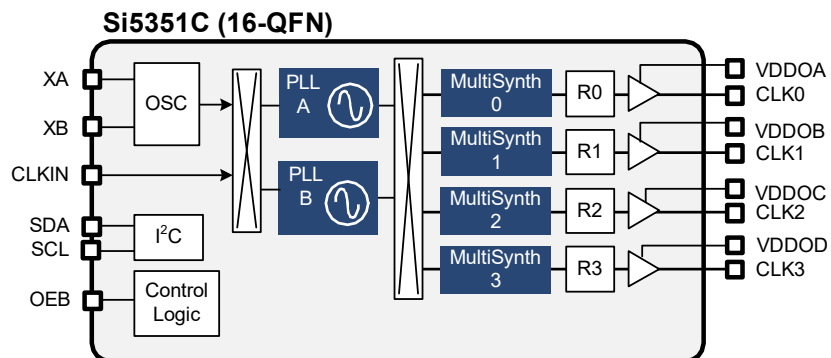 Si5351C (16-QFN)
XA
XB
CLKIN
SDA
SCL
OEB
OSC
I²C
Control
Logic
PLL
A
PLL
B
MultiSynth
0
MultiSynth
1
MultiSynth
2
MultiSynth
3
R0
R1
R2
R3
VDDOA
CLK0
VDDOB
CLK1
VDDOC
CLK2
VDDOD
CLK3